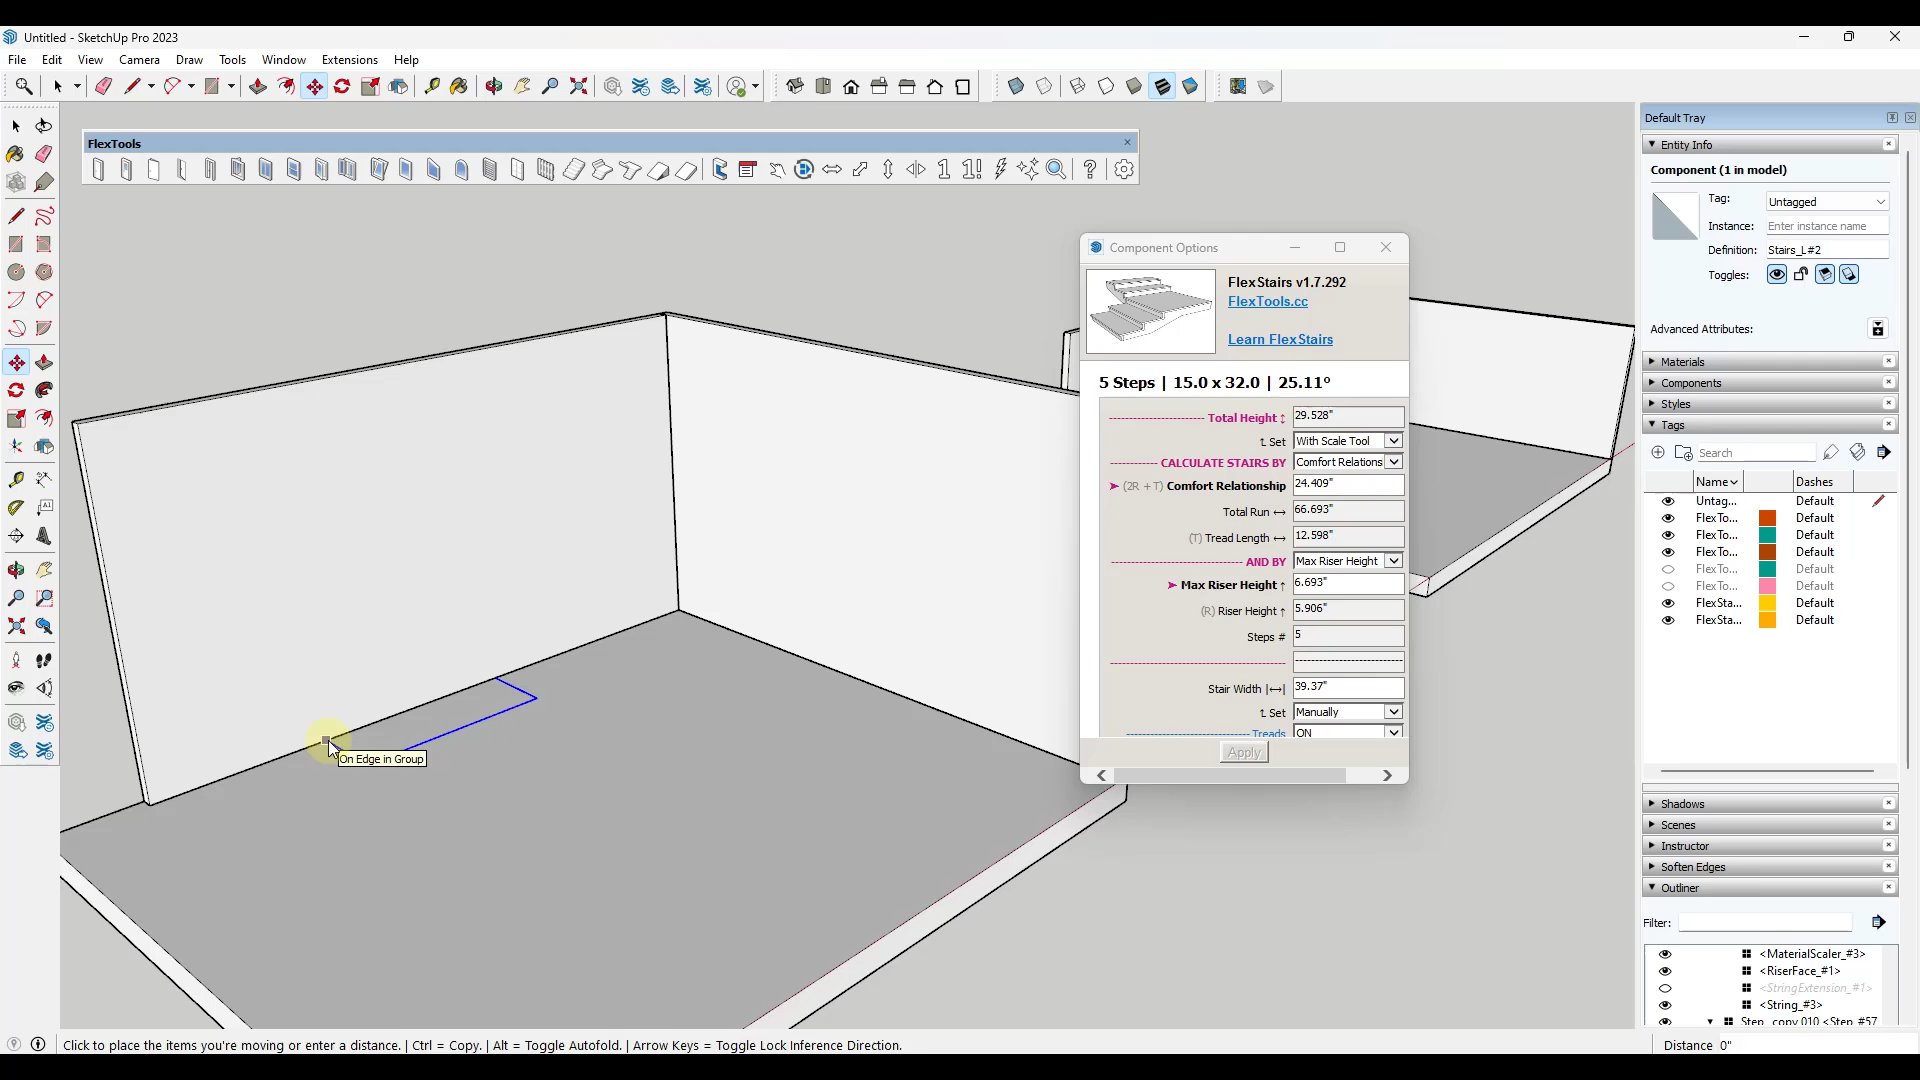 Untitled - SketchUp Pro 2023
File Edit View Camera Draw Tools Window Extensions Help
FlexTools
1 1! ?
On Edge in Group
Component Options
FlexStairs v1.7.292
FlexTools.cc
Learn FlexStairs
5 Steps | 15.0 x 32.0 | 25.11º
Total Height ↕ 29.528"
Set With Scale Tool
CALCULATE STAIRS BY Comfort Relations
➤ (2R + T) Comfort Relationship 24.409"
Total Run ↔ 66.693"
(T) Tread Length ↔ 12.598"
AND BY Max Riser Height
➤ Max Riser Height ↑ 6.693"
(R) Riser Height ↑ 5.906"
Steps # 5
Stair Width |↔| 39.37"
Set Manually
Treads ON
Apply
Default Tray
Entity Info
Component (1 in model)
Tag: Untagged
Instance: Enter instance name
Definition: Stairs_L#2
Toggles:
Advanced Attributes:
Materials
Components
Styles
Tags
Search
Name Dashes
Untag... Default
FlexTo... Default
FlexTo... Default
FlexTo... Default
FlexTo... Default
FlexTo... Default
FlexSta... Default
FlexSta... Default
Shadows
Scenes
Instructor
Soften Edges
Outliner
Filter:
<MaterialScaler_#3>
<RiserFace_#1>
<StringExtension_#1>
<String_#3>
Step_copy 010 <Step_#57
Click to place the items you're moving or enter a distance. | Ctrl = Copy. | Alt = Toggle Autofold. | Arrow Keys = Toggle Lock Inference Direction.
Distance 0"